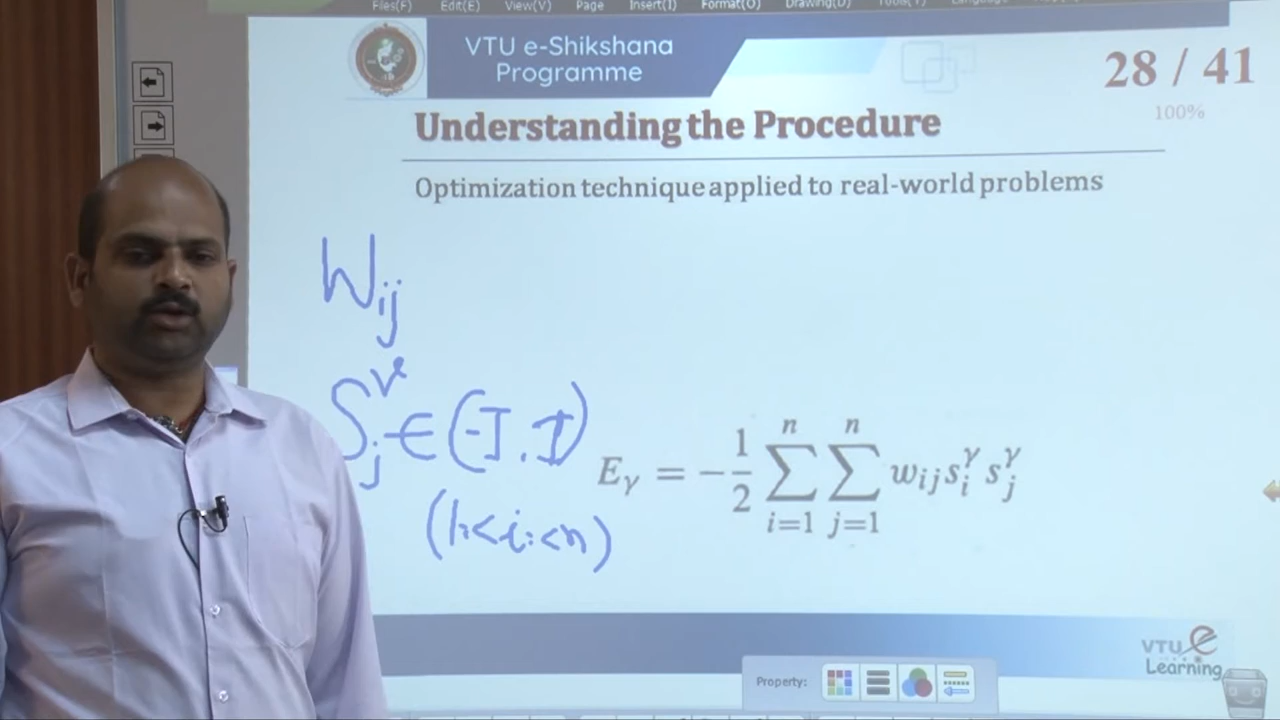 Files(F) Edit(E) View(V) Page Insert(I) Format(O) Drawing(D) Tools(T)
VTU e-Shikshana
Programme
28 / 41
100%
Understanding the Procedure
Optimization technique applied to real-world problems
Wij
E_γ = −1/2 ∑_{i=1}^{n} ∑_{j=1}^{n} w_{ij} s_i^γ s_j^γ
VTU e
Learning
Property: